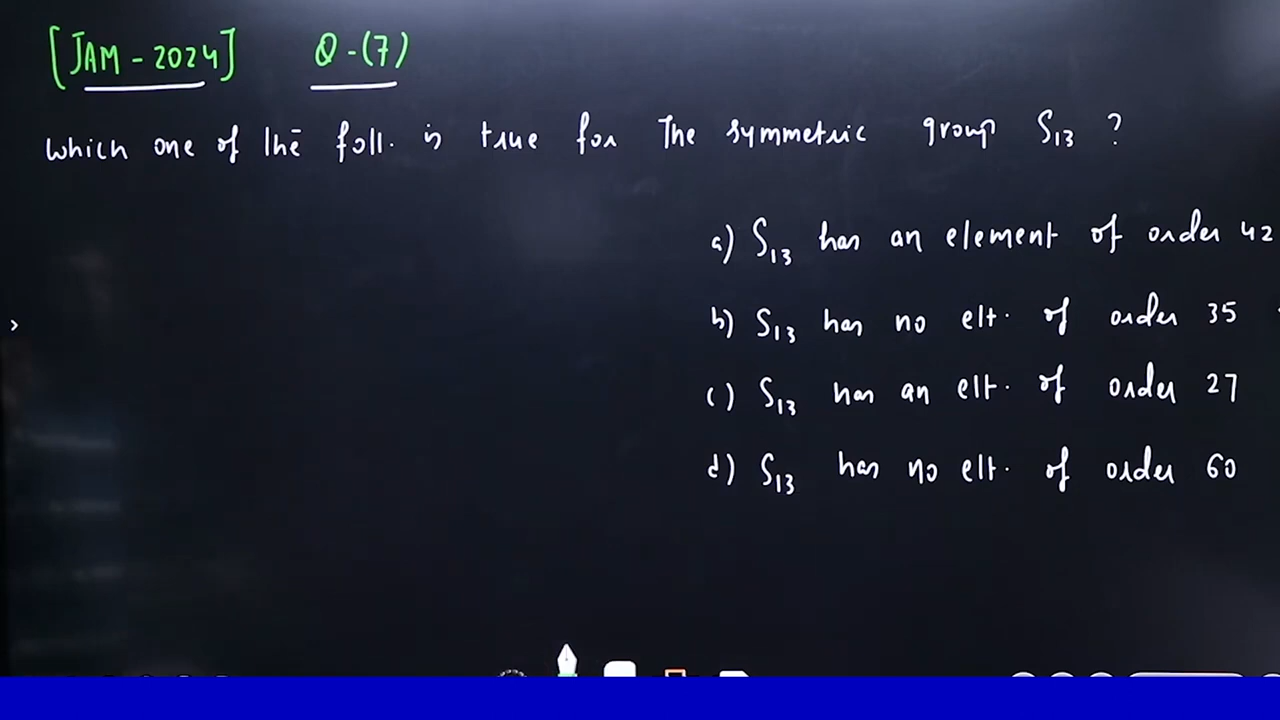 [JAM - 2024] Q-(7)
Which one of the foll. is true for The symmetric group S13 ?
a) S13 has an element of order 42
b) S13 has no elt. of order 35
c) S13 has an elt. of order 27
d) S13 has no elt. of order 60